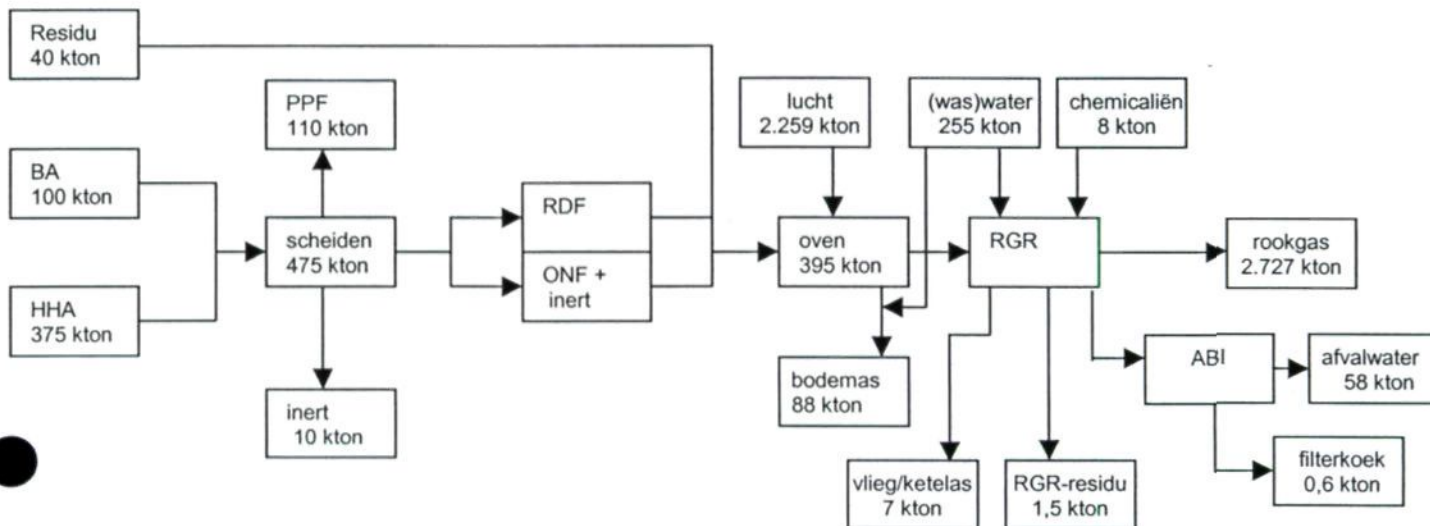 Residu
40 kton
PPF
110 kton
lucht
2.259 kton
(was)water
255 kton
chemicaliën
8 kton
BA
100 kton
scheiden
475 kton
RDF
ONF +
inert
oven
395 kton
RGR
rookgas
2.727 kton
HHA
375 kton
inert
10 kton
bodemas
88 kton
ABI
afvalwater
58 kton
vlieg/ketelas
7 kton
RGR-residu
1,5 kton
filterkoek
0,6 kton